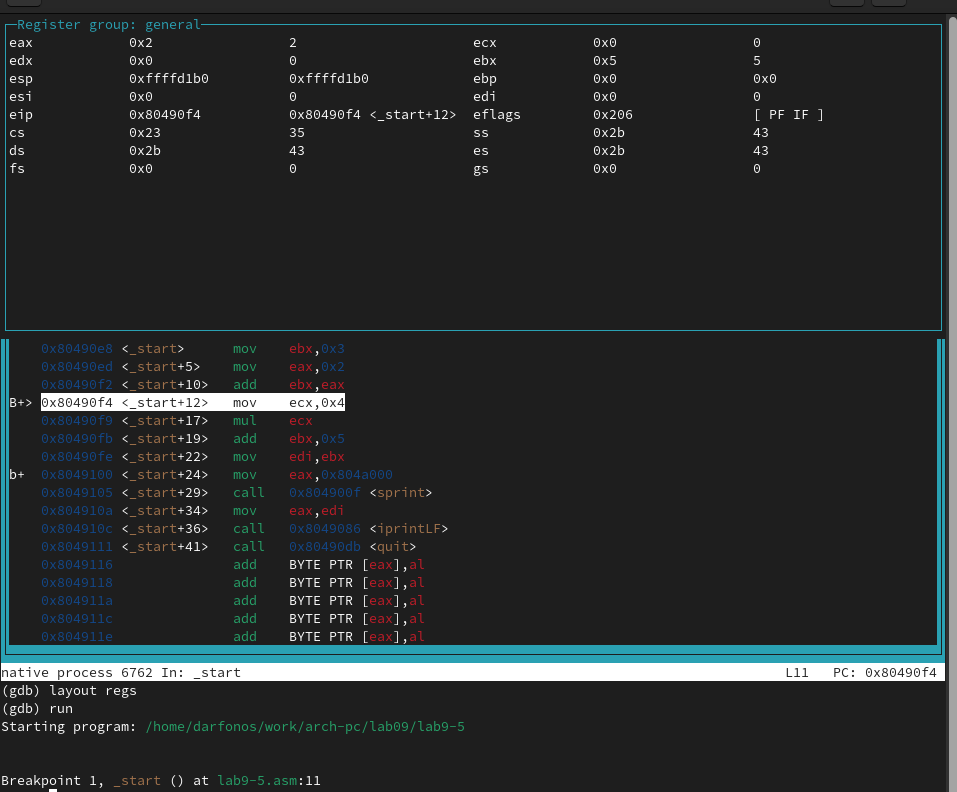 Register group: general
eax 0x2 2 ecx 0x0 0
edx 0x0 0 ebx 0x5 5
esp 0xffffd1b0 0xffffd1b0 ebp 0x0 0x0
esi 0x0 0 edi 0x0 0
eip 0x80490f4 0x80490f4 <_start+12> eflags 0x206 [ PF IF ]
cs 0x23 35 ss 0x2b 43
ds 0x2b 43 es 0x2b 43
fs 0x0 0 gs 0x0 0
0x80490e8 <_start> mov ebx,0x3
0x80490ed <_start+5> mov eax,0x2
0x80490f2 <_start+10> add ebx,eax
B+> 0x80490f4 <_start+12> mov ecx,0x4
0x80490f9 <_start+17> mul ecx
0x80490fb <_start+19> add ebx,0x5
0x80490fe <_start+22> mov edi,ebx
b+ 0x8049100 <_start+24> mov eax,0x804a000
0x8049105 <_start+29> call 0x804900f <sprint>
0x804910a <_start+34> mov eax,edi
0x804910c <_start+36> call 0x8049086 <iprintLF>
0x8049111 <_start+41> call 0x80490db <quit>
0x8049116 add BYTE PTR [eax],al
0x8049118 add BYTE PTR [eax],al
0x804911a add BYTE PTR [eax],al
0x804911c add BYTE PTR [eax],al
0x804911e add BYTE PTR [eax],al
native process 6762 In: _start L11 PC: 0x80490f4
(gdb) layout regs
(gdb) run
Starting program: /home/darfonos/work/arch-pc/lab09/lab9-5
Breakpoint 1, _start () at lab9-5.asm:11